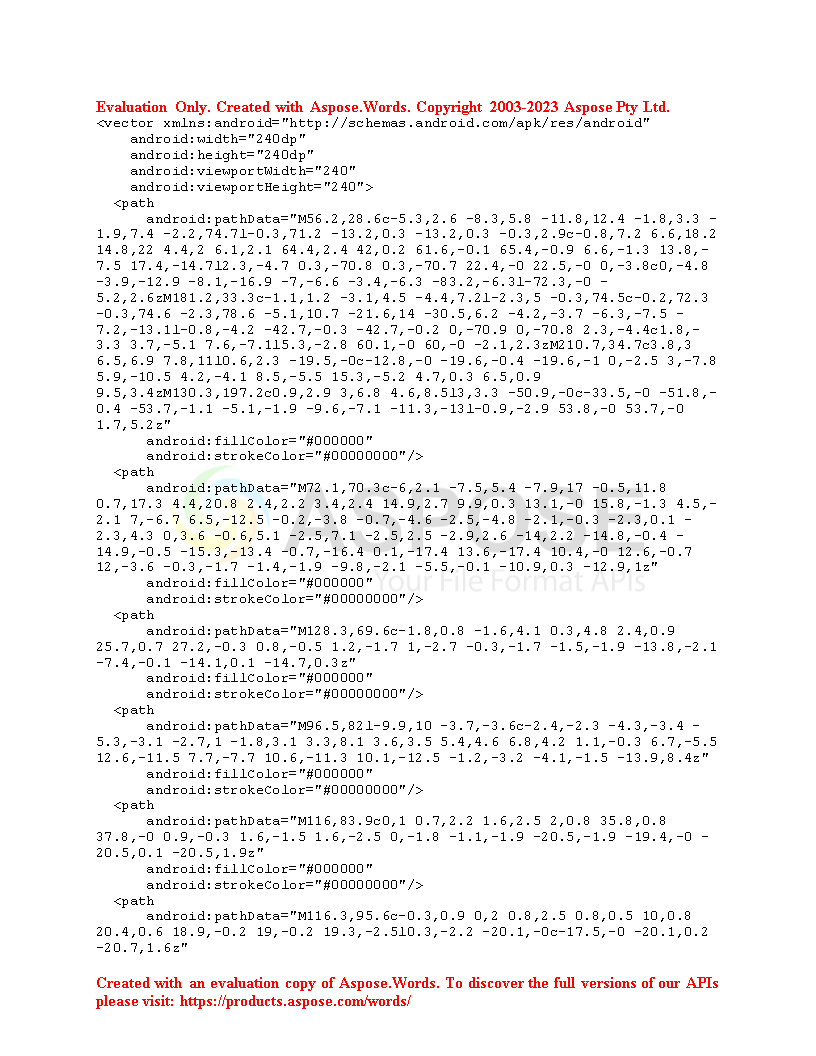 Evaluation Only. Created with Aspose.Words. Copyright 2003-2023 Aspose Pty Ltd.
<vector xmlns:android="http://schemas.android.com/apk/res/android"
    android:width="240dp"
    android:height="240dp"
    android:viewportWidth="240"
    android:viewportHeight="240">
  <path
      android:pathData="M56.2,28.6c-5.3,2.6 -8.3,5.8 -11.8,12.4 -1.8,3.3 -
1.9,7.4 -2.2,74.7l-0.3,71.2 -13.2,0.3 -13.2,0.3 -0.3,2.9c-0.8,7.2 6.6,18.2
14.8,22 4.4,2 6.1,2.1 64.4,2.4 42,0.2 61.6,-0.1 65.4,-0.9 6.6,-1.3 13.8,-
7.5 17.4,-14.7l2.3,-4.7 0.3,-70.8 0.3,-70.7 22.4,-0 22.5,-0 0,-3.8c0,-4.8
-3.9,-12.9 -8.1,-16.9 -7,-6.6 -3.4,-6.3 -83.2,-6.3l-72.3,-0 -
5.2,2.6zM181.2,33.3c-1.1,1.2 -3.1,4.5 -4.4,7.2l-2.3,5 -0.3,74.5c-0.2,72.3
-0.3,74.6 -2.3,78.6 -5.1,10.7 -21.6,14 -30.5,6.2 -4.2,-3.7 -6.3,-7.5 -
7.2,-13.1l-0.8,-4.2 -42.7,-0.3 -42.7,-0.2 0,-70.9 0,-70.8 2.3,-4.4c1.8,-
3.3 3.7,-5.1 7.6,-7.1l5.3,-2.8 60.1,-0 60,-0 -2.1,2.3zM210.7,34.7c3.8,3
6.5,6.9 7.8,11l0.6,2.3 -19.5,-0c-12.8,-0 -19.6,-0.4 -19.6,-1 0,-2.5 3,-7.8
5.9,-10.5 4.2,-4.1 8.5,-5.5 15.3,-5.2 4.7,0.3 6.5,0.9
9.5,3.4zM130.3,197.2c0.9,2.9 3,6.8 4.6,8.5l3,3.3 -50.9,-0c-33.5,-0 -51.8,-
0.4 -53.7,-1.1 -5.1,-1.9 -9.6,-7.1 -11.3,-13l-0.9,-2.9 53.8,-0 53.7,-0
1.7,5.2z"
      android:fillColor="#000000"
      android:strokeColor="#00000000"/>
  <path
      android:pathData="M72.1,70.3c-6,2.1 -7.5,5.4 -7.9,17 -0.5,11.8
0.7,17.3 4.4,20.8 2.4,2.2 3.4,2.4 14.9,2.7 9.9,0.3 13.1,-0 15.8,-1.3 4.5,-
2.1 7,-6.7 6.5,-12.5 -0.2,-3.8 -0.7,-4.6 -2.5,-4.8 -2.1,-0.3 -2.3,0.1 -
2.3,4.3 0,3.6 -0.6,5.1 -2.5,7.1 -2.5,2.5 -2.9,2.6 -14,2.2 -14.8,-0.4 -
14.9,-0.5 -15.3,-13.4 -0.7,-16.4 0.1,-17.4 13.6,-17.4 10.4,-0 12.6,-0.7
12,-3.6 -0.3,-1.7 -1.4,-1.9 -9.8,-2.1 -5.5,-0.1 -10.9,0.3 -12.9,1z"
      android:fillColor="#000000"
      android:strokeColor="#00000000"/>
  <path
      android:pathData="M128.3,69.6c-1.8,0.8 -1.6,4.1 0.3,4.8 2.4,0.9
25.7,0.7 27.2,-0.3 0.8,-0.5 1.2,-1.7 1,-2.7 -0.3,-1.7 -1.5,-1.9 -13.8,-2.1
-7.4,-0.1 -14.1,0.1 -14.7,0.3z"
      android:fillColor="#000000"
      android:strokeColor="#00000000"/>
  <path
      android:pathData="M96.5,82l-9.9,10 -3.7,-3.6c-2.4,-2.3 -4.3,-3.4 -
5.3,-3.1 -2.7,1 -1.8,3.1 3.3,8.1 3.6,3.5 5.4,4.6 6.8,4.2 1.1,-0.3 6.7,-5.5
12.6,-11.5 7.7,-7.7 10.6,-11.3 10.1,-12.5 -1.2,-3.2 -4.1,-1.5 -13.9,8.4z"
      android:fillColor="#000000"
      android:strokeColor="#00000000"/>
  <path
      android:pathData="M116,83.9c0,1 0.7,2.2 1.6,2.5 2,0.8 35.8,0.8
37.8,-0 0.9,-0.3 1.6,-1.5 1.6,-2.5 0,-1.8 -1.1,-1.9 -20.5,-1.9 -19.4,-0 -
20.5,0.1 -20.5,1.9z"
      android:fillColor="#000000"
      android:strokeColor="#00000000"/>
  <path
      android:pathData="M116.3,95.6c-0.3,0.9 0,2 0.8,2.5 0.8,0.5 10,0.8
20.4,0.6 18.9,-0.2 19,-0.2 19.3,-2.5l0.3,-2.2 -20.1,-0c-17.5,-0 -20.1,0.2
-20.7,1.6z"
ASPOSE
Your File Format APIs
Created with an evaluation copy of Aspose.Words. To discover the full versions of our APIs
please visit: https://products.aspose.com/words/